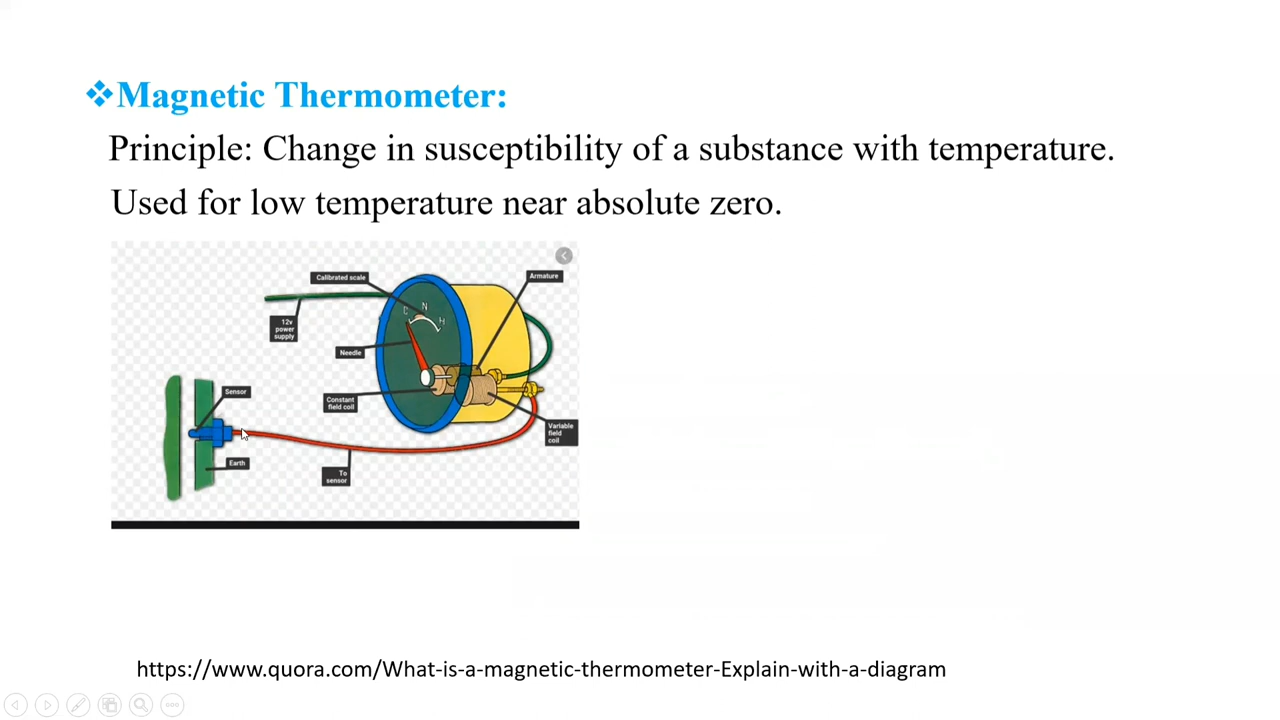 ❖Magnetic Thermometer:
Principle: Change in susceptibility of a substance with temperature.
Used for low temperature near absolute zero.
Calibrated scale
Armature
C
N
H
12v
power
supply
Needle
Sensor
Constant
field coil
Variable
field
coil
Earth
To
sensor
https://www.quora.com/What-is-a-magnetic-thermometer-Explain-with-a-diagram